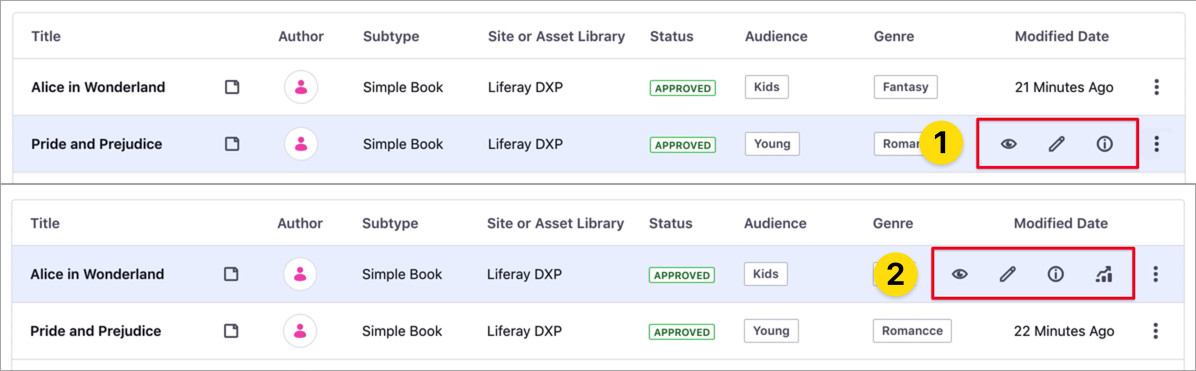 Title Author Subtype Site or Asset Library Status Audience Genre Modified Date
Alice in Wonderland Simple Book Liferay DXP APPROVED Kids Fantasy 21 Minutes Ago
Pride and Prejudice Simple Book Liferay DXP APPROVED Young 1
Title Author Subtype Site or Asset Library Status Audience Genre Modified Date
Alice in Wonderland Simple Book Liferay DXP APPROVED Kids 2
Pride and Prejudice Simple Book Liferay DXP APPROVED Young Romancce 22 Minutes Ago